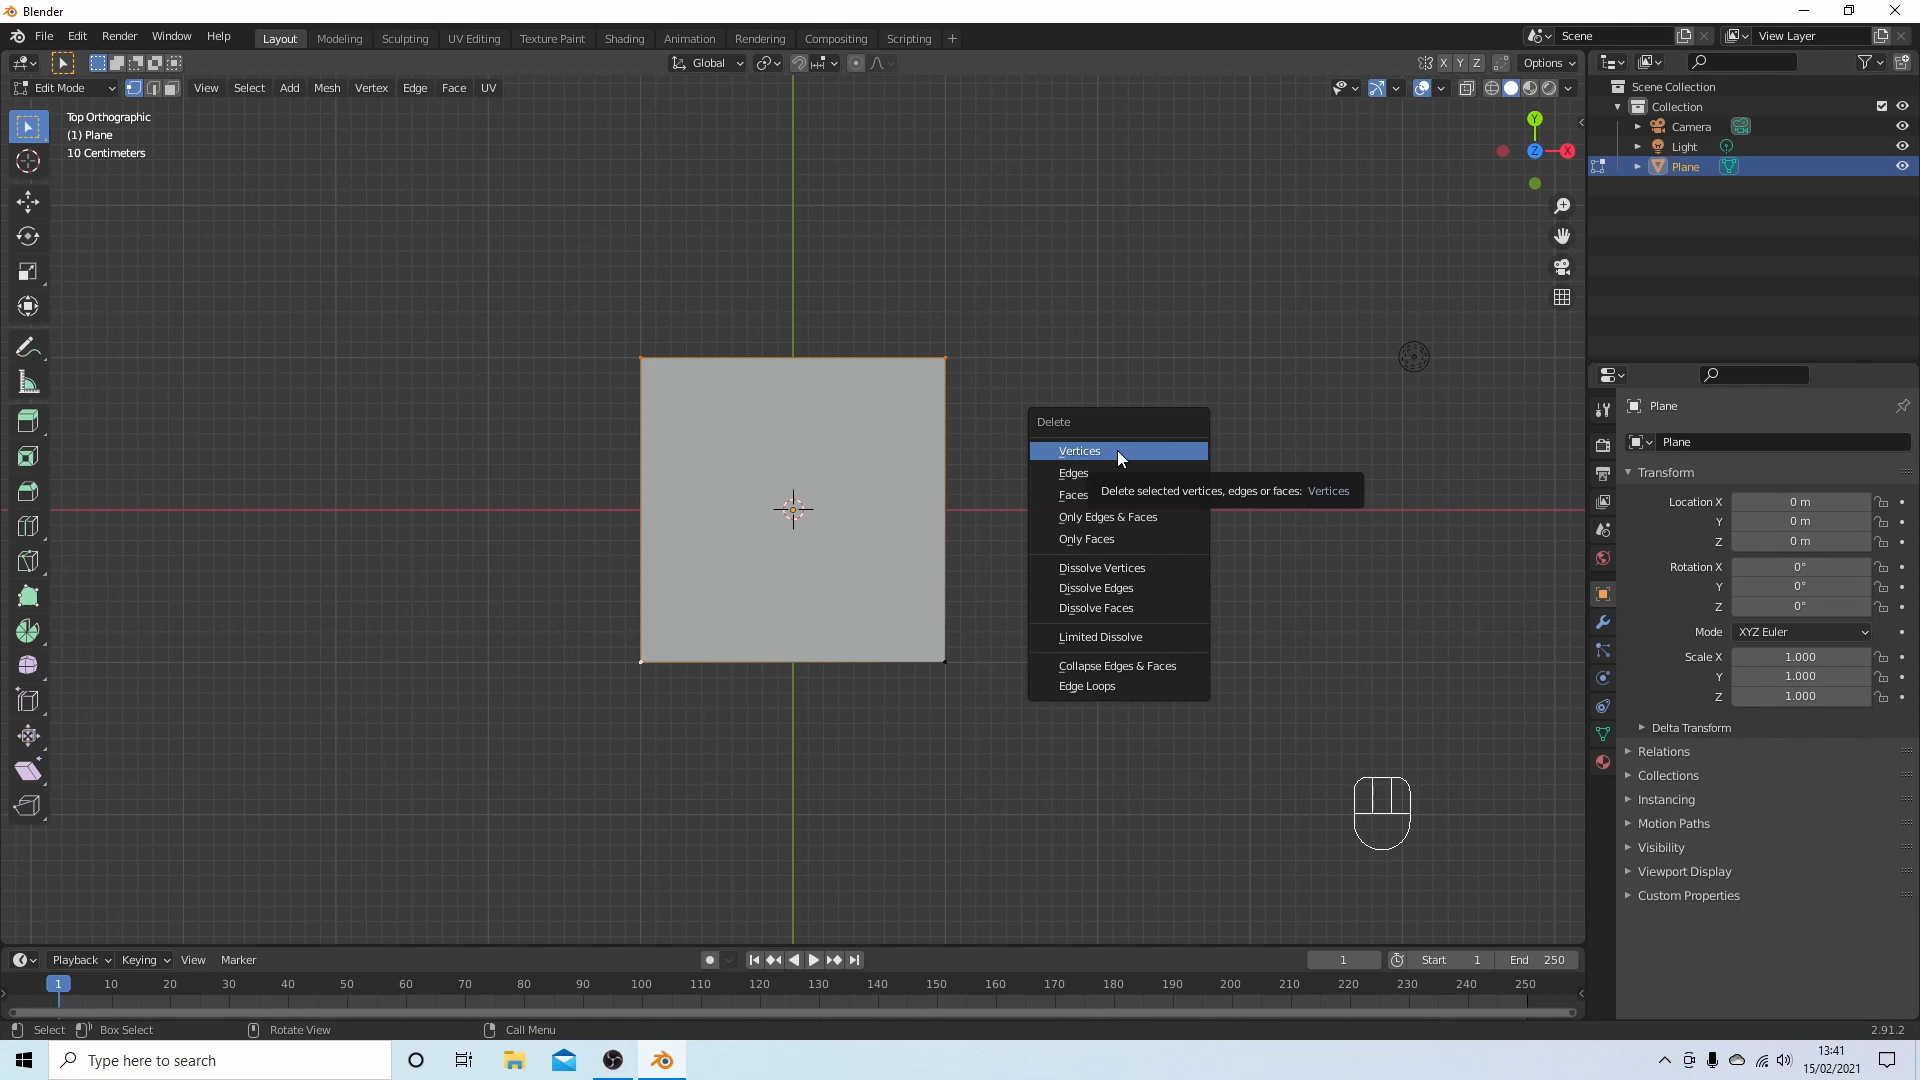 Blender
File Edit Render Window Help
Layout Modeling Sculpting UV Editing Texture Paint Shading Animation Rendering Compositing Scripting +
Scene
View Layer
Global
X Y Z
Options
Edit Mode
View Select Add Mesh Vertex Edge Face UV
Top Orthographic
(1) Plane
10 Centimeters
Y
Z
X
Scene Collection
Collection
Camera
Light
Plane
Delete
Vertices
Edges
Faces
Delete selected vertices, edges or faces: Vertices
Only Edges & Faces
Only Faces
Dissolve Vertices
Dissolve Edges
Dissolve Faces
Limited Dissolve
Collapse Edges & Faces
Edge Loops
Plane
Plane
Transform
Location X 0 m
Y 0 m
Z 0 m
Rotation X 0°
Y 0°
Z 0°
Mode XYZ Euler
Scale X 1.000
Y 1.000
Z 1.000
Delta Transform
Relations
Collections
Instancing
Motion Paths
Visibility
Viewport Display
Custom Properties
Playback Keying View Marker
1
Start 1
End 250
1 10 20 30 40 50 60 70 80 90 100 110 120 130 140 150 160 170 180 190 200 210 220 230 240 250
Select Box Select Rotate View Call Menu
2.91.2
Type here to search
13:41
15/02/2021